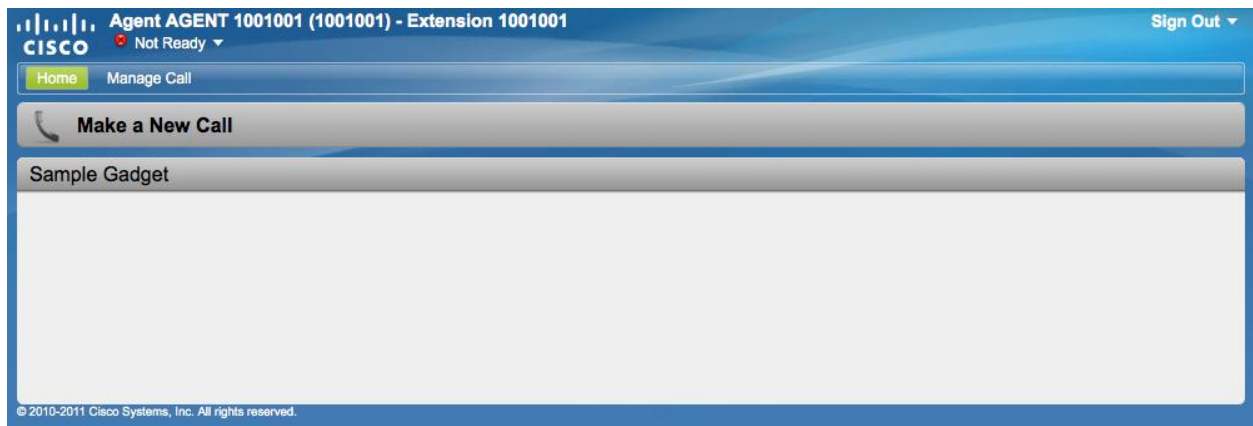 Agent AGENT 1001001 (1001001) - Extension 1001001
Sign Out
CISCO
Not Ready
Home Manage Call
Make a New Call
Sample Gadget
© 2010-2011 Cisco Systems, Inc. All rights reserved.